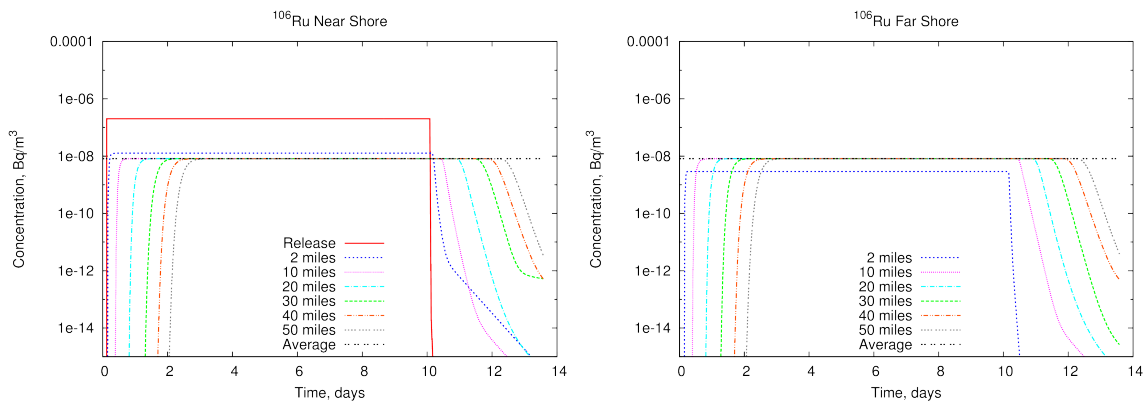 ¹⁰⁶Ru Near Shore
0.0001
1e-06
1e-08
1e-10
1e-12
1e-14
Concentration, Bq/m³
Release
2 miles
10 miles
20 miles
30 miles
40 miles
50 miles
Average
0 2 4 6 8 10 12 14
Time, days
¹⁰⁶Ru Far Shore
0.0001
1e-06
1e-08
1e-10
1e-12
1e-14
Concentration, Bq/m³
2 miles
10 miles
20 miles
30 miles
40 miles
50 miles
Average
0 2 4 6 8 10 12 14
Time, days